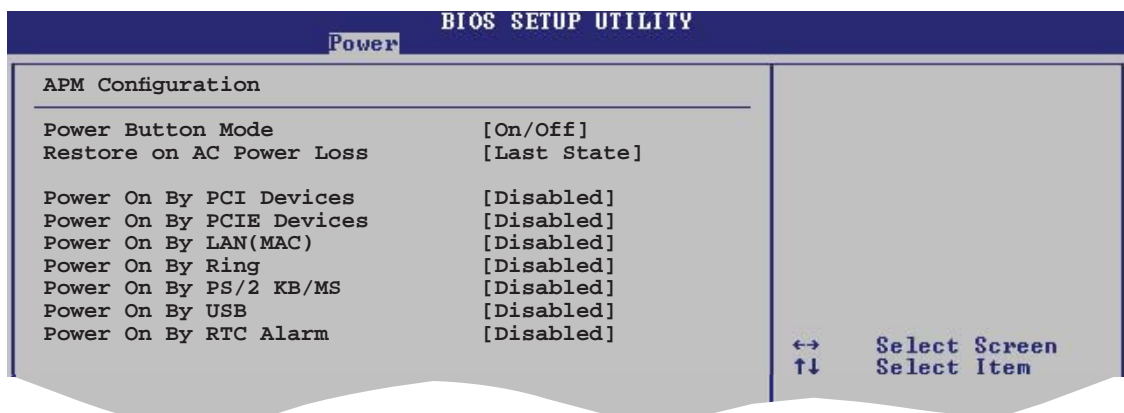 BIOS SETUP UTILITY
Power
APM Configuration
Power Button Mode [On/Off]
Restore on AC Power Loss [Last State]
Power On By PCI Devices [Disabled]
Power On By PCIE Devices [Disabled]
Power On By LAN(MAC) [Disabled]
Power On By Ring [Disabled]
Power On By PS/2 KB/MS [Disabled]
Power On By USB [Disabled]
Power On By RTC Alarm [Disabled]
←→ Select Screen
↑↓ Select Item